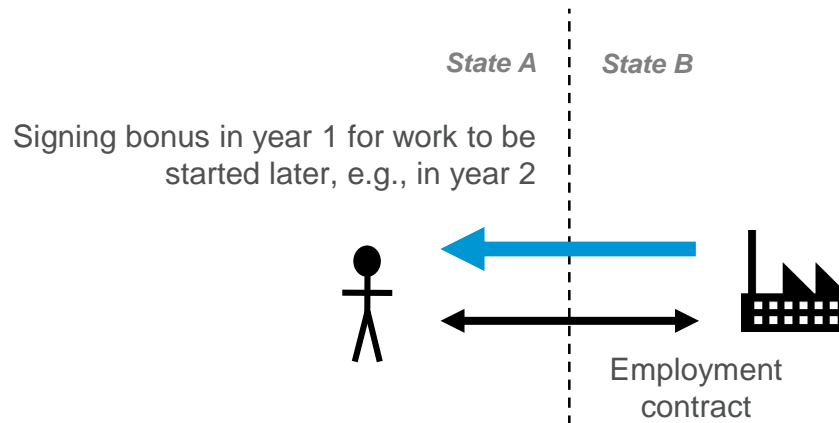 State A
State B
Signing bonus in year 1 for work to be
started later, e.g., in year 2
Employment
contract